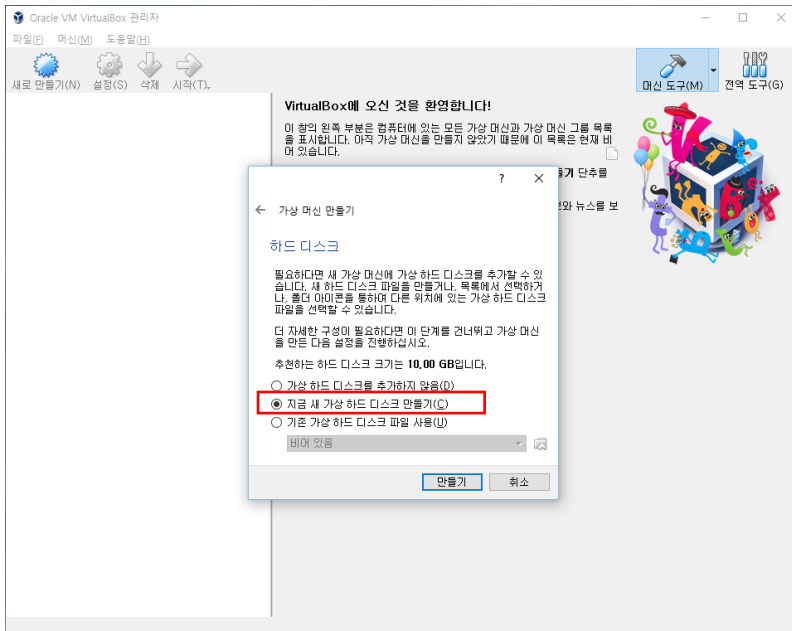 Oracle VM VirtualBox 관리자
파일(F) 머신(M) 도움말(H)
새로 만들기(N) 설정(S) 삭제 시작(T)
머신 도구(M) 전역 도구(G)
VirtualBox에 오신 것을 환영합니다!
이 창의 왼쪽 부분은 컴퓨터에 있는 모든 가상 머신과 가상 머신 그룹 목록
을 표시합니다. 아직 가상 머신을 만들지 않았기 때문에 이 목록은 현재 비
어 있습니다.
기 단추를
와 뉴스를 보
?
가상 머신 만들기
하드 디스크
필요하다면 새 가상 머신에 가상 하드 디스크를 추가할 수 있
습니다. 새 하드 디스크 파일을 만들거나, 목록에서 선택하거
나, 폴더 아이콘을 통하여 다른 위치에 있는 가상 하드 디스크
파일을 선택할 수 있습니다.
더 자세한 구성이 필요하다면 이 단계를 건너뛰고 가상 머신
을 만든 다음 설정을 진행하십시오.
추천하는 하드 디스크 크기는 10,00 GB입니다.
가상 하드 디스크를 추가하지 않음(D)
지금 새 가상 하드 디스크 만들기(C)
기존 가상 하드 디스크 파일 사용(U)
비어 있음
만들기 취소